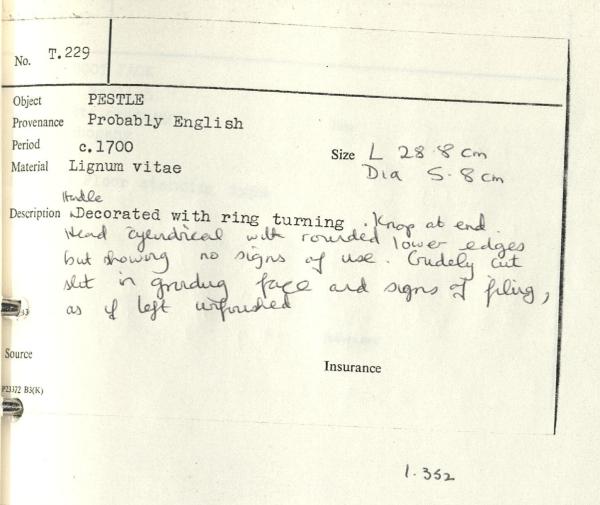 No. T.229
Object PESTLE
Provenance Probably English
Period c.1700
Material Lignum vitae
Size L 28.8 cm
Dia 5.8 cm
Handle
Description Decorated with ring turning. Knop at end.
Head cylindrical with rounded lower edges
but showing no signs of use. Crudely cut
slit in grinding face and signs of filing,
as if left unfinished
Source
Insurance
P23372 B3(K)
1.352